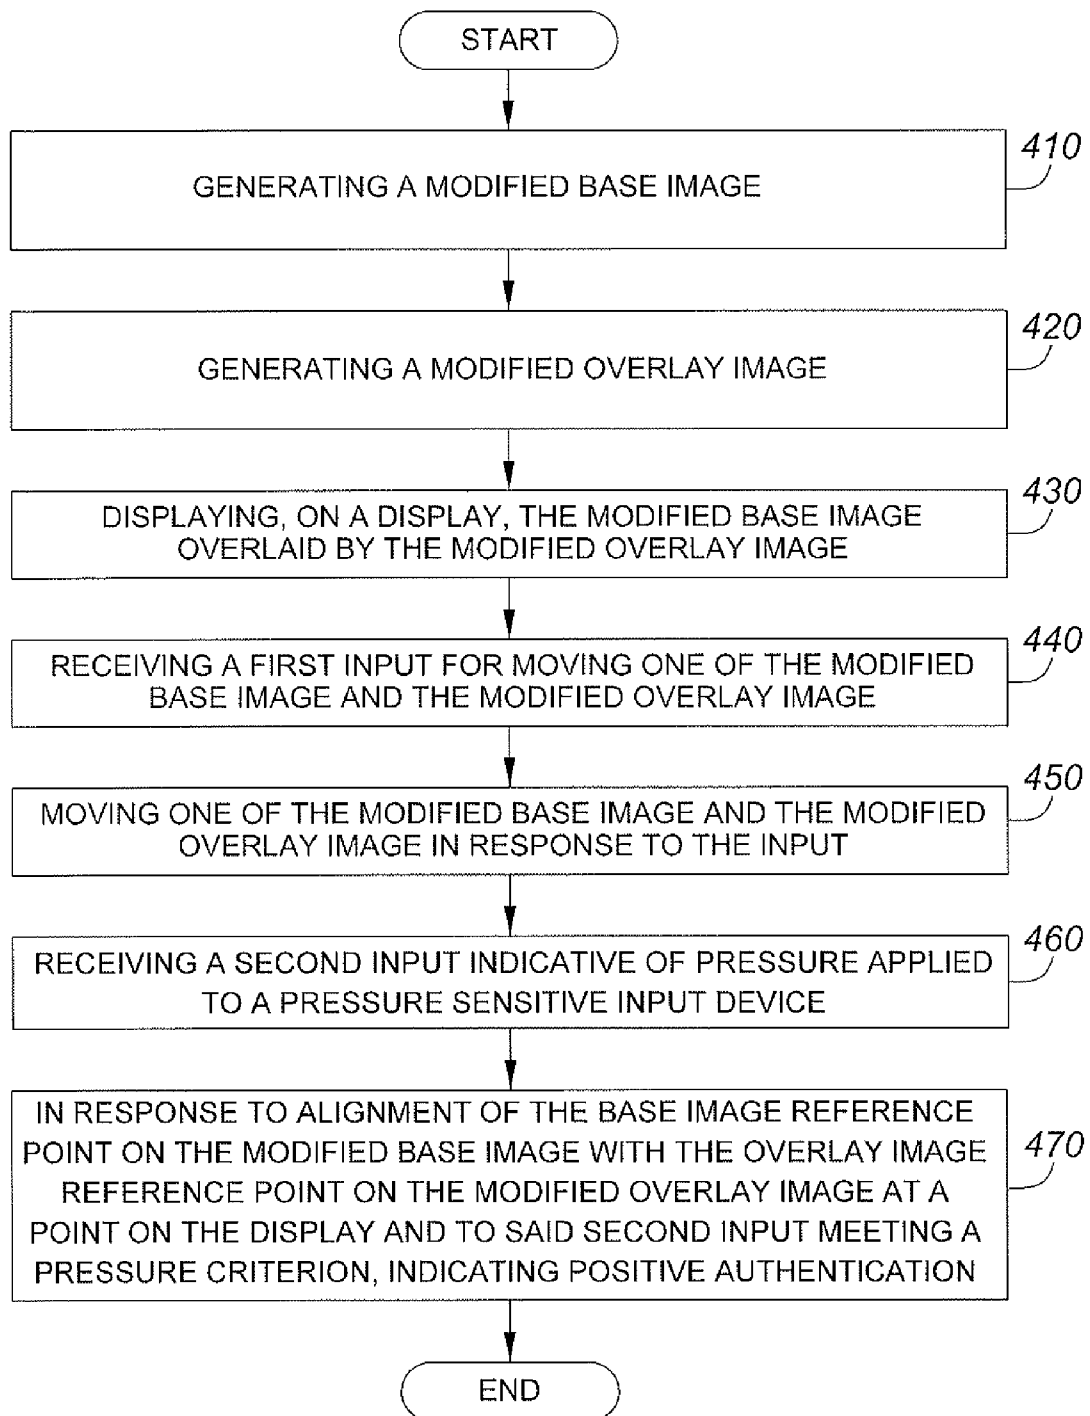 START
410
GENERATING A MODIFIED BASE IMAGE
420
GENERATING A MODIFIED OVERLAY IMAGE
430
DISPLAYING, ON A DISPLAY, THE MODIFIED BASE IMAGE
OVERLAID BY THE MODIFIED OVERLAY IMAGE
440
RECEIVING A FIRST INPUT FOR MOVING ONE OF THE MODIFIED
BASE IMAGE AND THE MODIFIED OVERLAY IMAGE
450
MOVING ONE OF THE MODIFIED BASE IMAGE AND THE MODIFIED
OVERLAY IMAGE IN RESPONSE TO THE INPUT
460
RECEIVING A SECOND INPUT INDICATIVE OF PRESSURE APPLIED
TO A PRESSURE SENSITIVE INPUT DEVICE
470
IN RESPONSE TO ALIGNMENT OF THE BASE IMAGE REFERENCE
POINT ON THE MODIFIED BASE IMAGE WITH THE OVERLAY IMAGE
REFERENCE POINT ON THE MODIFIED OVERLAY IMAGE AT A
POINT ON THE DISPLAY AND TO SAID SECOND INPUT MEETING A
PRESSURE CRITERION, INDICATING POSITIVE AUTHENTICATION
END